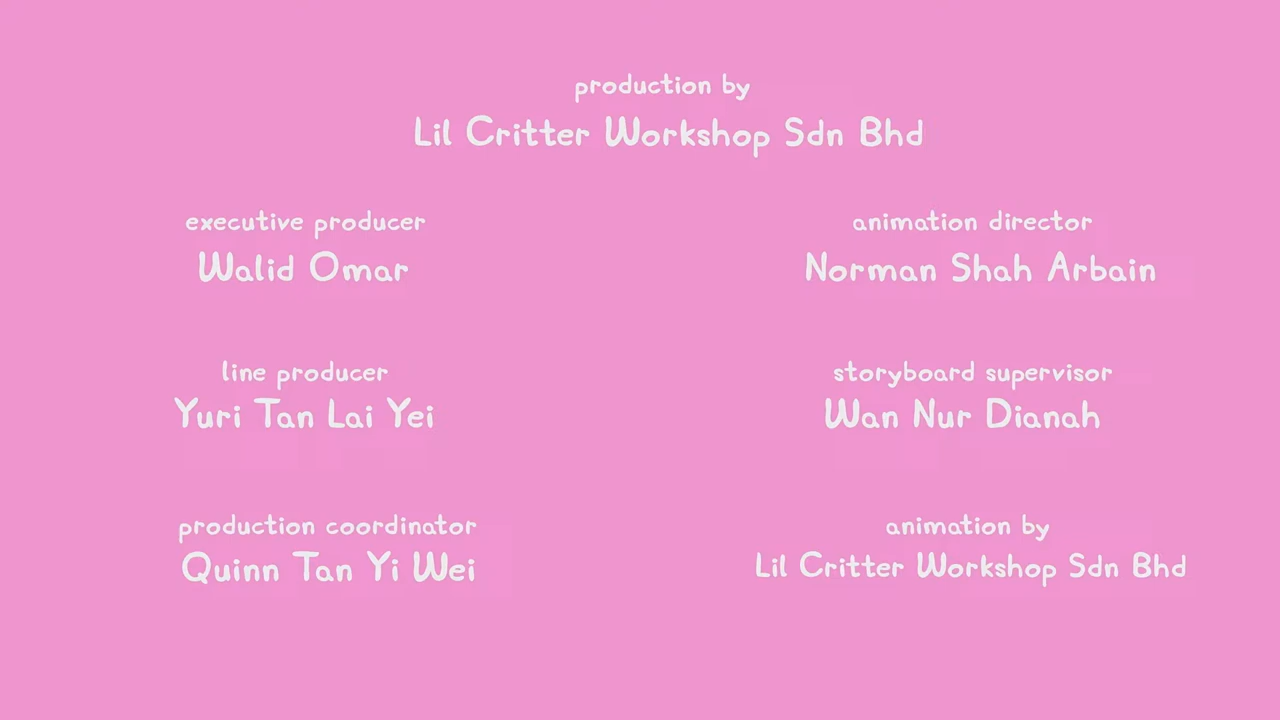 production by
Lil Critter Workshop Sdn Bhd
executive producer
Walid Omar
animation director
Norman Shah Arbain
line producer
Yuri Tan Lai Yei
storyboard supervisor
Wan Nur Dianah
production coordinator
Quinn Tan Yi Wei
animation by
Lil Critter Workshop Sdn Bhd